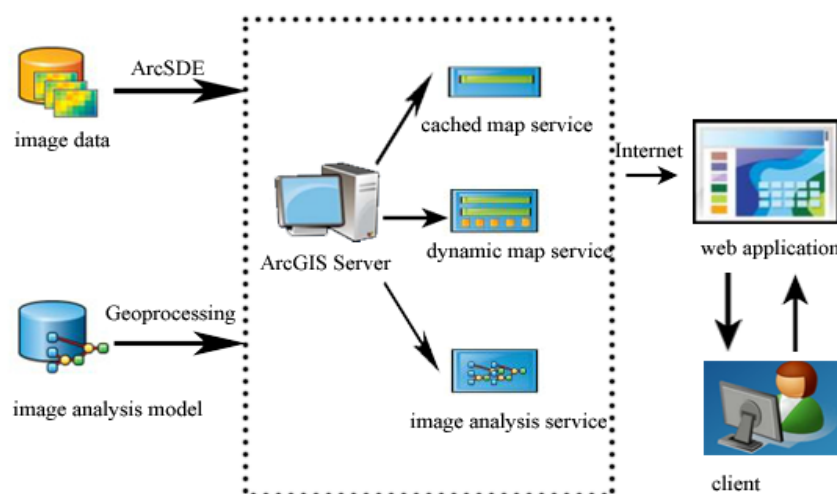 ArcSDE
image data
cached map service
Internet
ArcGIS Server
dynamic map service
web application
Geoprocessing
image analysis model
image analysis service
client